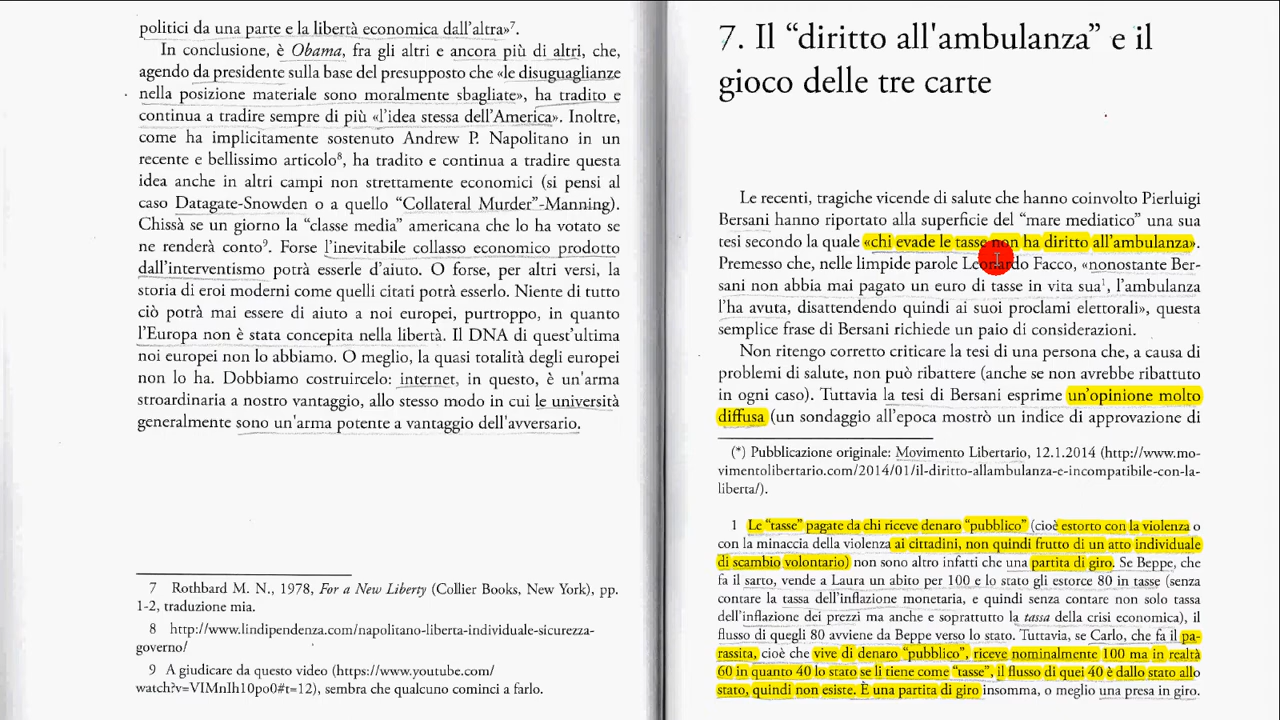 politici da una parte e la libertà economica dall'altra»⁷.
In conclusione, è Obama, fra gli altri e ancora più di altri, che,
agendo da presidente sulla base del presupposto che «le disuguaglianze
nella posizione materiale sono moralmente sbagliate», ha tradito e
continua a tradire sempre di più «l'idea stessa dell'America». Inoltre,
come ha implicitamente sostenuto Andrew P. Napolitano in un
recente e bellissimo articolo⁸, ha tradito e continua a tradire questa
idea anche in altri campi non strettamente economici (si pensi al
caso Datagate-Snowden o a quello “Collateral Murder”-Manning).
Chissà se un giorno la “classe media” americana che lo ha votato se
ne renderà conto⁹. Forse l'inevitabile collasso economico prodotto
dall'interventismo potrà esserle d'aiuto. O forse, per altri versi, la
storia di eroi moderni come quelli citati potrà esserlo. Niente di tutto
ciò potrà mai essere di aiuto a noi europei, purtroppo, in quanto
l'Europa non è stata concepita nella libertà. Il DNA di quest'ultima
noi europei non lo abbiamo. O meglio, la quasi totalità degli europei
non lo ha. Dobbiamo costruircelo: internet, in questo, è un'arma
straordinaria a nostro vantaggio, allo stesso modo in cui le università
generalmente sono un'arma potente a vantaggio dell'avversario.
7 Rothbard M. N., 1978, For a New Liberty (Collier Books, New York), pp.
1-2, traduzione mia.
8 http://www.lindipendenza.com/napolitano-liberta-individuale-sicurezza-
governo/
9 A giudicare da questo video (https://www.youtube.com/
watch?v=VIMnlh10po0#t=12), sembra che qualcuno cominci a farlo.
7. Il “diritto all'ambulanza” e il
gioco delle tre carte
Le recenti, tragiche vicende di salute che hanno coinvolto Pierluigi
Bersani hanno riportato alla superficie del “mare mediatico” una sua
tesi secondo la quale «chi evade le tasse non ha diritto all'ambulanza».
Premesso che, nelle limpide parole Leonardo Facco, «nonostante Ber-
sani non abbia mai pagato un euro di tasse in vita sua¹, l'ambulanza
l'ha avuta, disattendendo quindi ai suoi proclami elettorali», questa
semplice frase di Bersani richiede un paio di considerazioni.
Non ritengo corretto criticare la tesi di una persona che, a causa di
problemi di salute, non può ribattere (anche se non avrebbe ribattuto
in ogni caso). Tuttavia la tesi di Bersani esprime un'opinione molto
diffusa (un sondaggio all'epoca mostrò un indice di approvazione di
(*) Pubblicazione originale: Movimento Libertario, 12.1.2014 (http://www.mo-
vimentolibertario.com/2014/01/il-diritto-allambulanza-e-incompatibile-con-la-
liberta/).
1 Le “tasse” pagate da chi riceve denaro “pubblico” (cioè estorto con la violenza o
con la minaccia della violenza ai cittadini, non quindi frutto di un atto individuale
di scambio volontario) non sono altro infatti che una partita di giro. Se Beppe, che
fa il sarto, vende a Laura un abito per 100 e lo stato gli estorce 80 in tasse (senza
contare la tassa dell'inflazione monetaria, e quindi senza contare non solo tassa
dell'inflazione dei prezzi ma anche e soprattutto la tassa della crisi economica), il
flusso di quegli 80 avviene da Beppe verso lo stato. Tuttavia, se Carlo, che fa il pa-
rassita, cioè che vive di denaro “pubblico”, riceve nominalmente 100 ma in realtà
60 in quanto 40 lo stato se li tiene come “tasse”, il flusso di quei 40 è dallo stato allo
stato, quindi non esiste. È una partita di giro insomma, o meglio una presa in giro.